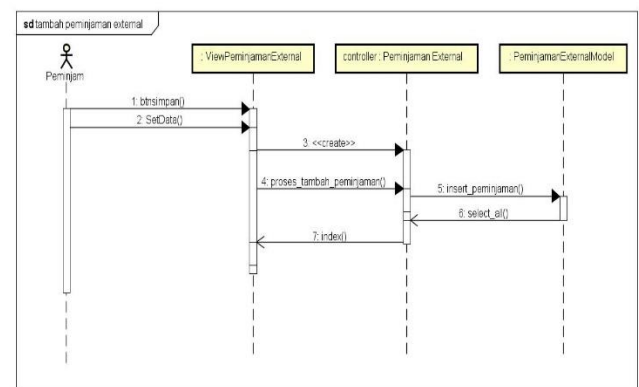 sd tambah peminjaman external
Peminjam
: ViewPeminjamanExternal
controller : Peminjaman External
: PeminjamanExternalModel
1: btnsimpan()
2: SetData()
3: <<create>>
4: proses_tambah_peminjaman()
5: insert_peminjaman()
6: select_all()
7: index()